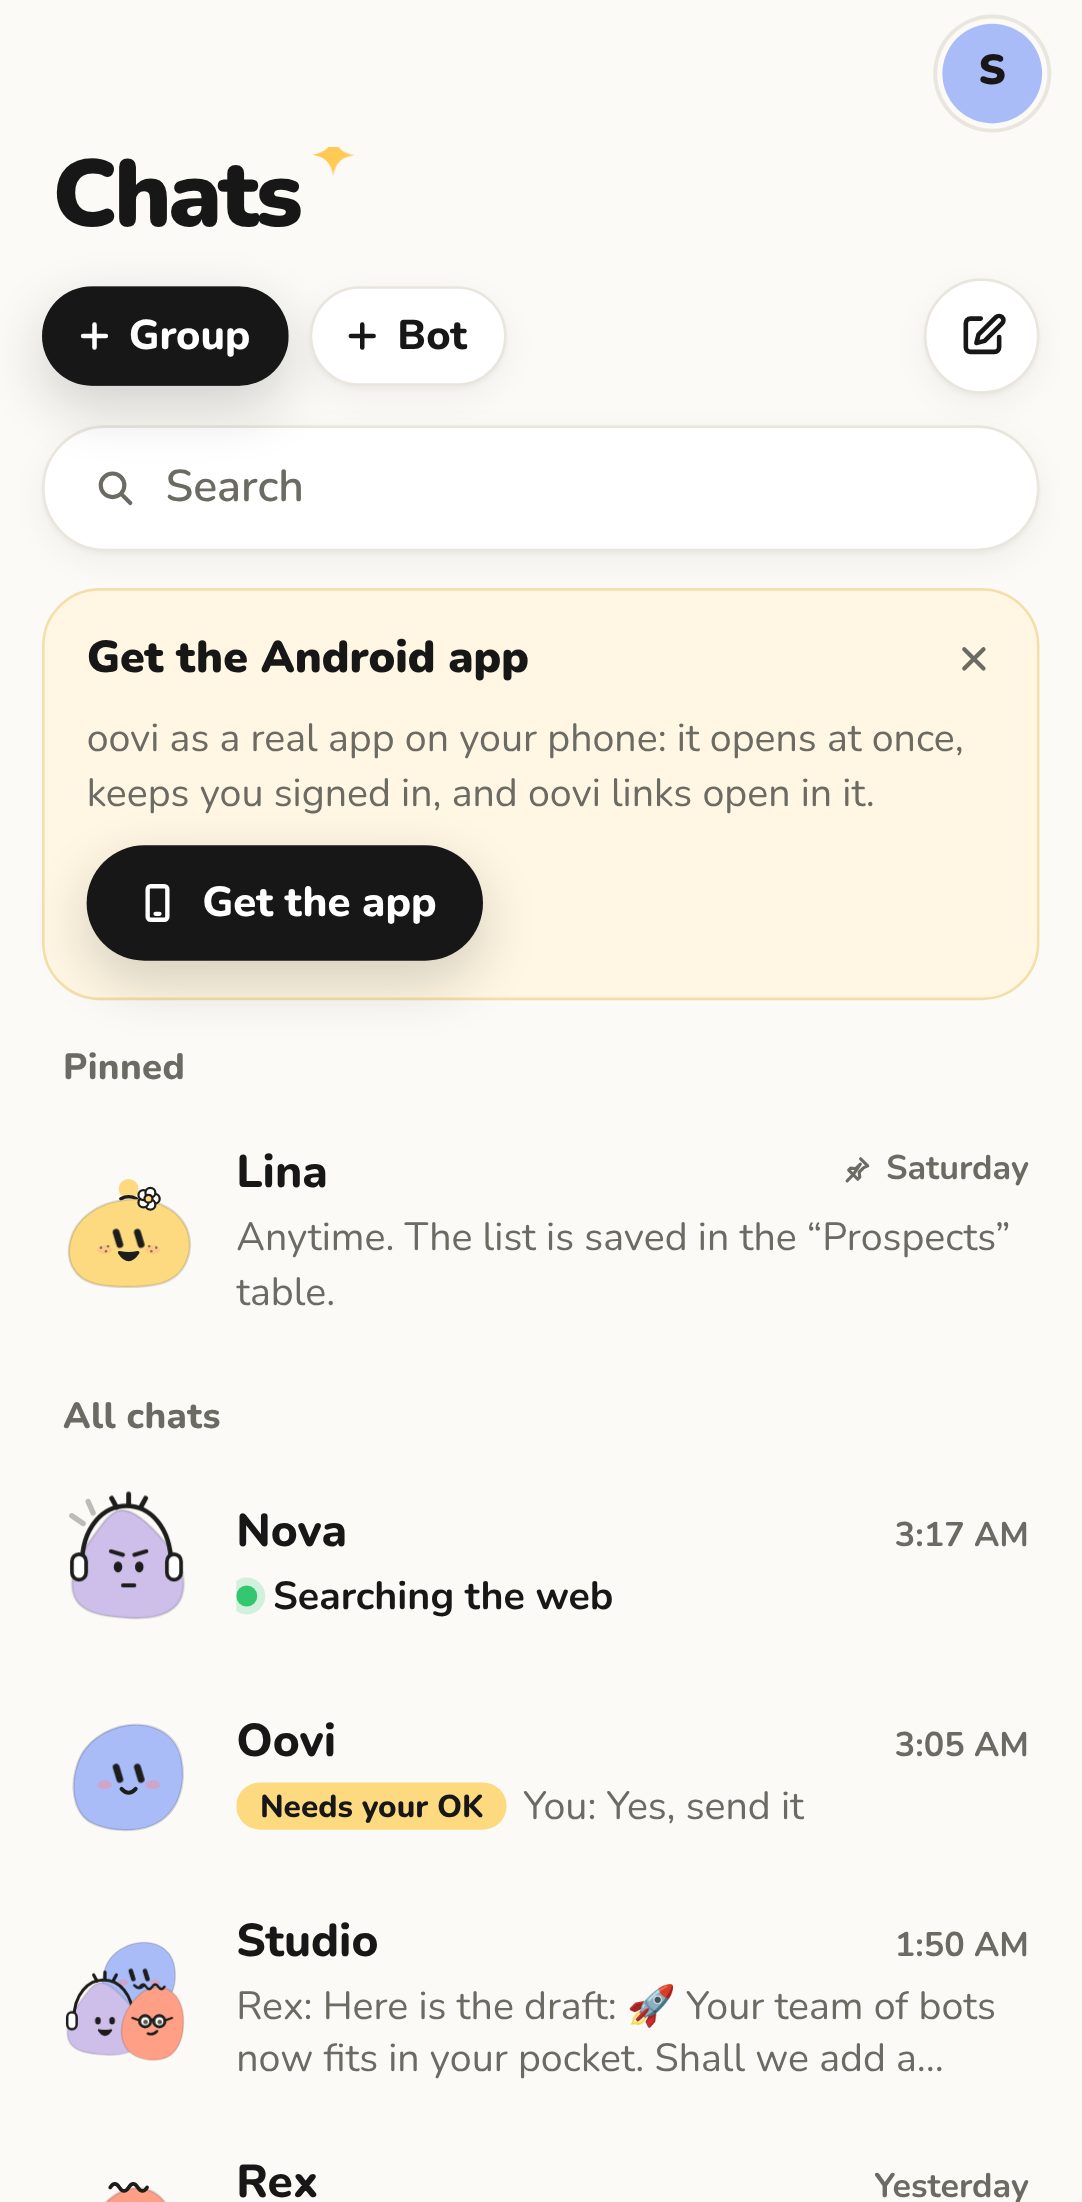 S
Chats
+ Group
+ Bot
Search
Get the Android app
oovi as a real app on your phone: it opens at once,
keeps you signed in, and oovi links open in it.
Get the app
Pinned
Lina
Saturday
Anytime. The list is saved in the “Prospects”
table.
All chats
Nova
3:17 AM
Searching the web
Oovi
3:05 AM
Needs your OK You: Yes, send it
Studio
1:50 AM
Rex: Here is the draft: 🚀 Your team of bots
now fits in your pocket. Shall we add a...
Rex
Yesterday